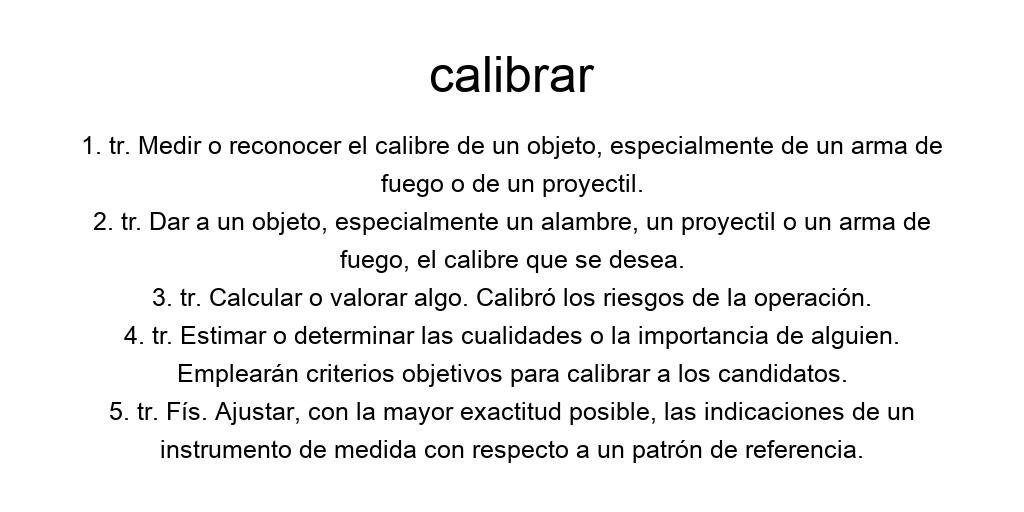 calibrar
1. tr. Medir o reconocer el calibre de un objeto, especialmente de un arma de
fuego o de un proyectil.
2. tr. Dar a un objeto, especialmente un alambre, un proyectil o un arma de
fuego, el calibre que se desea.
3. tr. Calcular o valorar algo. Calibró los riesgos de la operación.
4. tr. Estimar o determinar las cualidades o la importancia de alguien.
Emplearán criterios objetivos para calibrar a los candidatos.
5. tr. Fís. Ajustar, con la mayor exactitud posible, las indicaciones de un
instrumento de medida con respecto a un patrón de referencia.